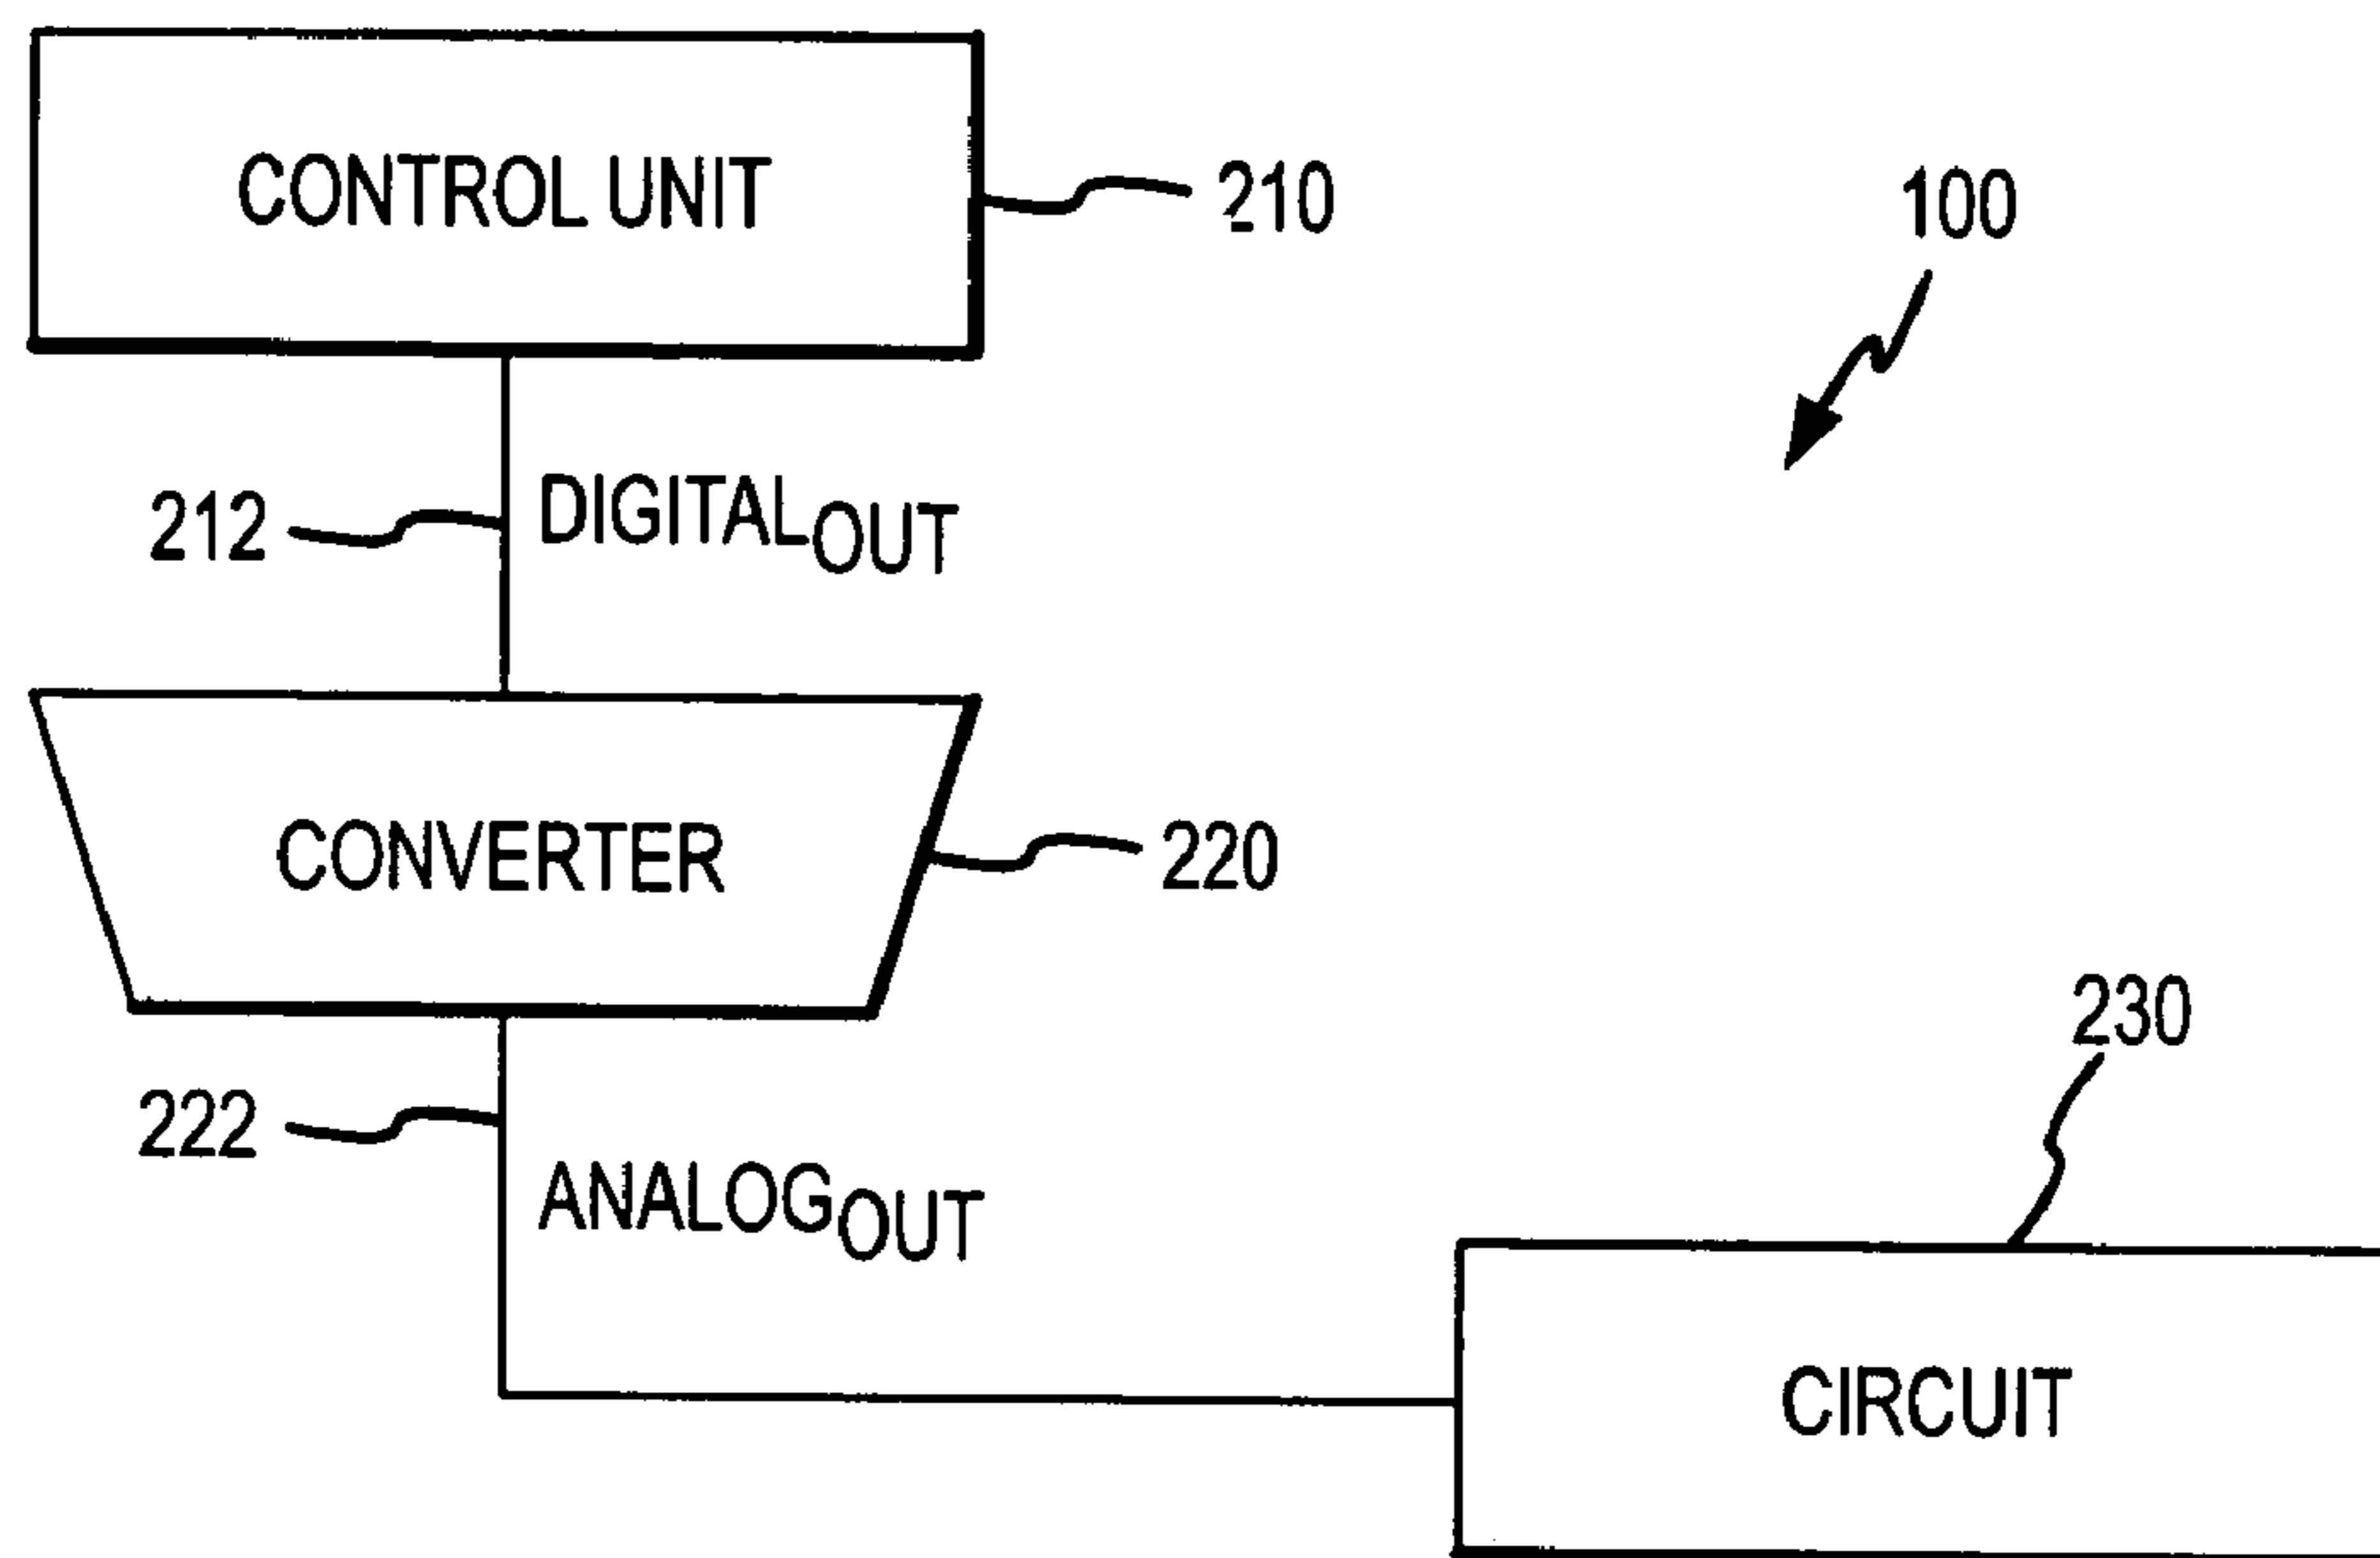 CONTROL UNIT
210
100
212
DIGITALOUT
CONVERTER
220
230
222
ANALOGOUT
CIRCUIT